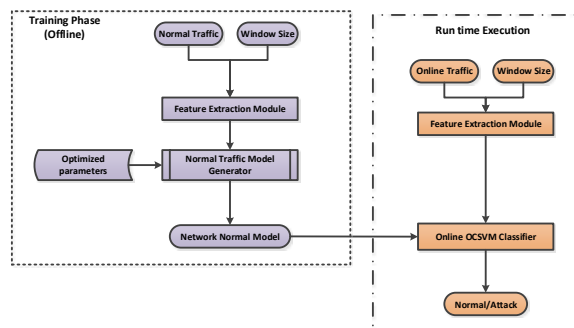 Training Phase
(Offline)
Normal Traffic
Window Size
Feature Extraction Module
Optimized
parameters
Normal Traffic Model
Generator
Network Normal Model
Run time Execution
Online Traffic
Window Size
Feature Extraction Module
Online OCSVM Classifier
Normal/Attack